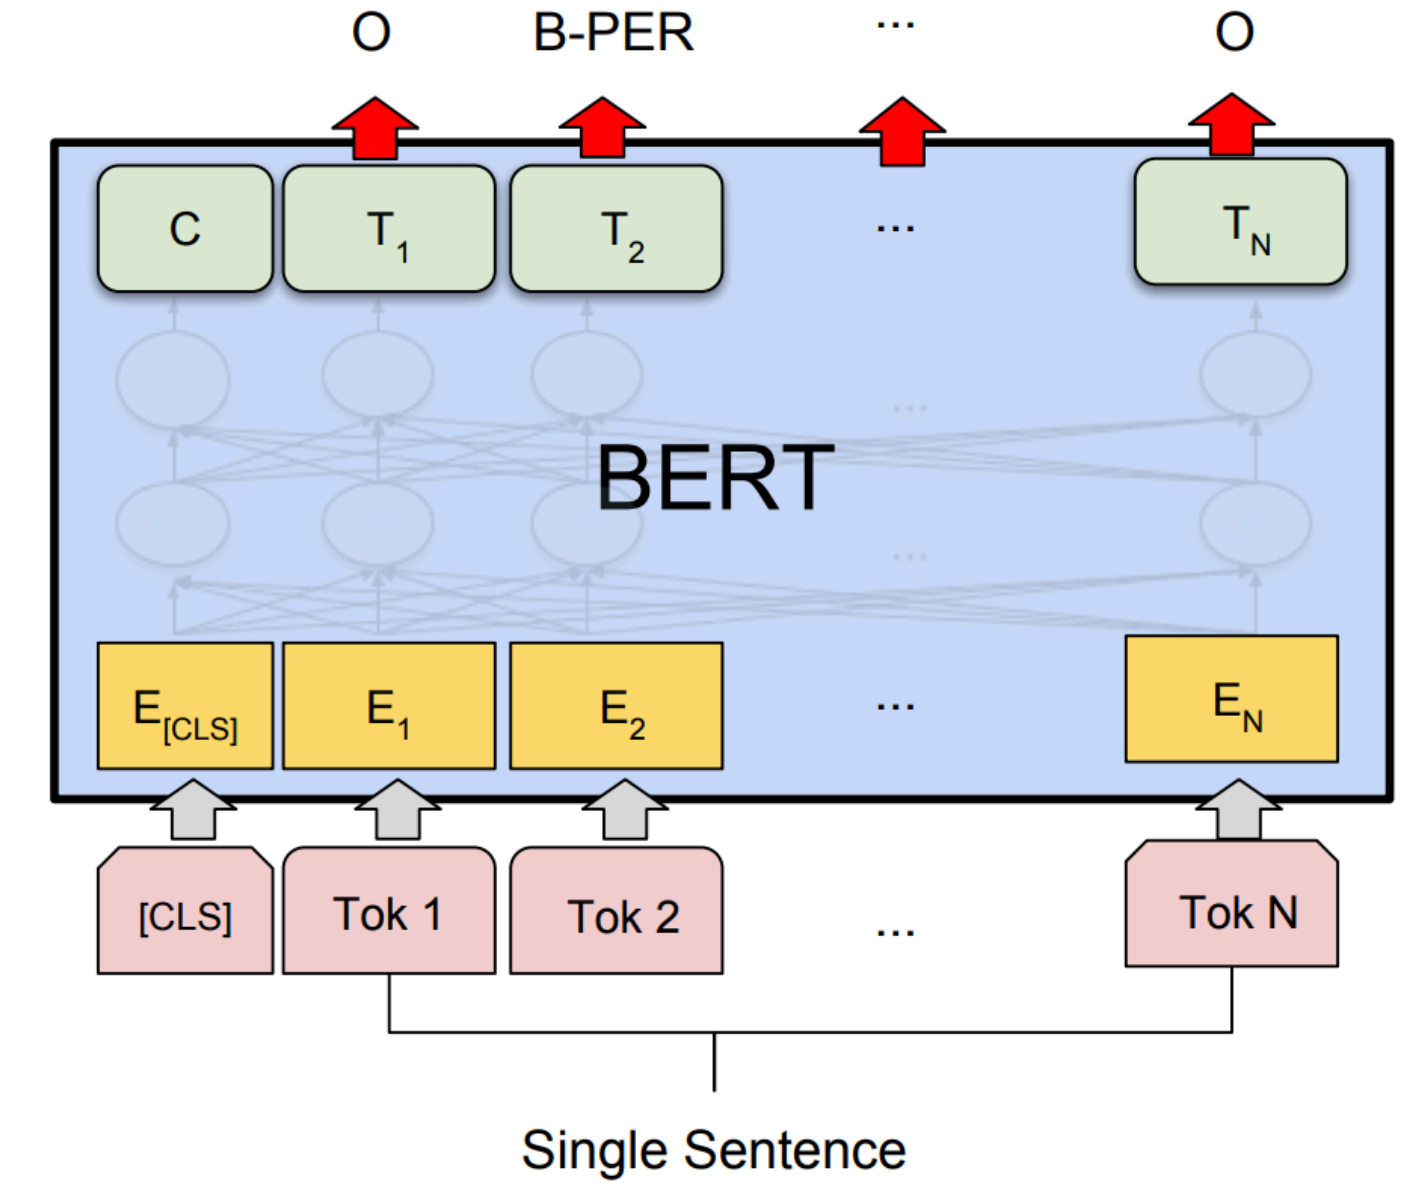 O B-PER ... O
C T1 T2 ... TN
...
BERT
...
E[CLS] E1 E2 ... EN
[CLS] Tok 1 Tok 2 ... Tok N
Single Sentence